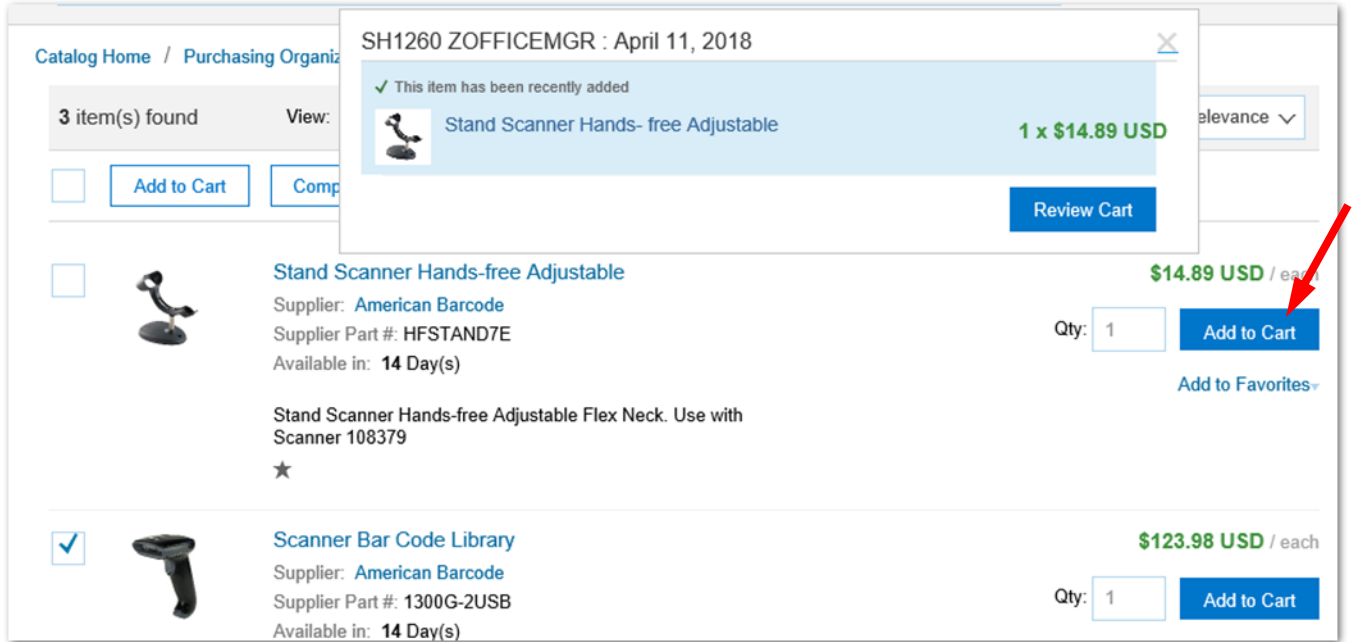 SH1260 ZOFFICEMGR : April 11, 2018
This item has been recently added
Stand Scanner Hands- free Adjustable
1 x $14.89 USD
Review Cart
Catalog Home / Purchasing
3 item(s) found View:
Add to Cart
Stand Scanner Hands-free Adjustable
$14.89 USD / each
Supplier: American Barcode
Supplier Part #: HFSTAND7E
Available in: 14 Day(s)
Qty: 1 Add to Cart
Add to Favorites
Stand Scanner Hands-free Adjustable Flex Neck. Use with
Scanner 108379
Scanner Bar Code Library
$123.98 USD / each
Supplier: American Barcode
Supplier Part #: 1300G-2USB
Available in: 14 Day(s)
Qty: 1 Add to Cart